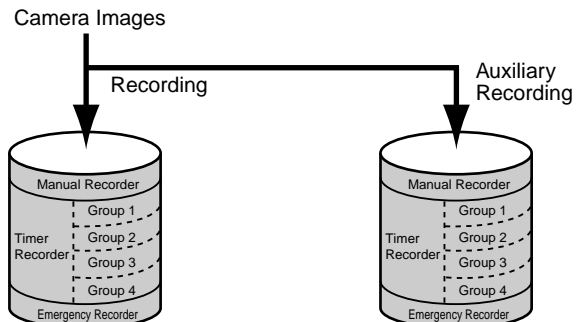 Camera Images
Recording
Auxiliary
Recording
Manual Recorder
Timer
Recorder
Group 1
Group 2
Group 3
Group 4
Emergency Recorder
Manual Recorder
Timer
Recorder
Group 1
Group 2
Group 3
Group 4
Emergency Recorder